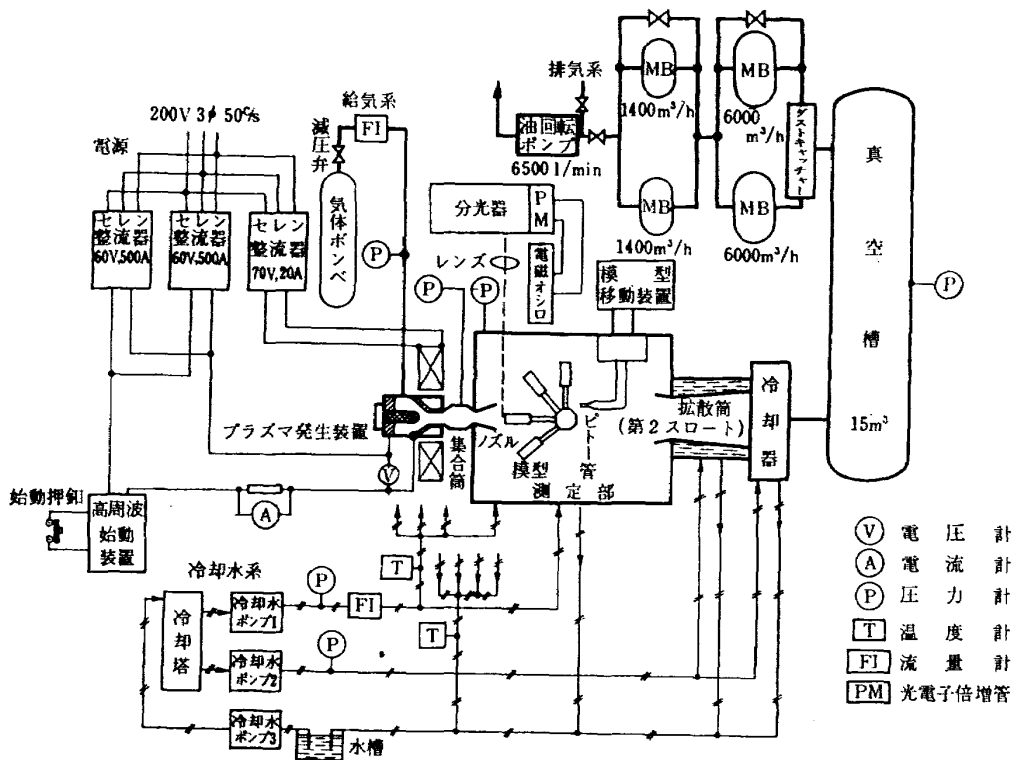 200V 3φ 50c/s
電源
セレン
整流器
60V,500A
セレン
整流器
60V,500A
セレン
整流器
70V,20A
給気系
減圧弁
FI
気体ボンベ
P
排気系
油回転
ポンプ
6500 l/min
MB
1400m³/h
MB
1400m³/h
MB
6000
m³/h
MB
6000m³/h
ダストキャッチャー
真空槽
15m³
P
分光器
PM
電磁オシロ
レンズ
P
P
模型
移動装置
プラズマ発生装置
集合筒
ノズル
模型
ピトー管
測定部
拡散筒
(第2スロート)
冷却器
V
A
始動押釦
高周波
始動
装置
冷却水系
冷却塔
冷却水
ポンプ1
P
FI
T
冷却水
ポンプ2
P
T
冷却水
ポンプ3
水槽
V 電圧計
A 電流計
P 圧力計
T 温度計
FI 流量計
PM 光電子倍増管